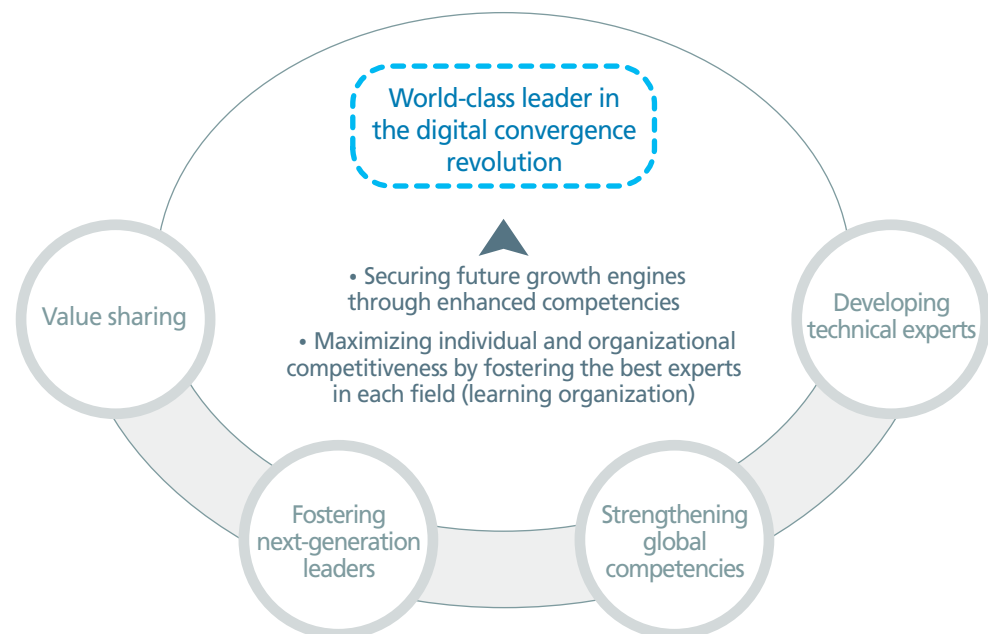 World-class leader in
the digital convergence
revolution
• Securing future growth engines
through enhanced competencies
• Maximizing individual and organizational
competitiveness by fostering the best experts
in each field (learning organization)
Value sharing
Developing
technical experts
Fostering
next-generation
leaders
Strengthening
global
competencies